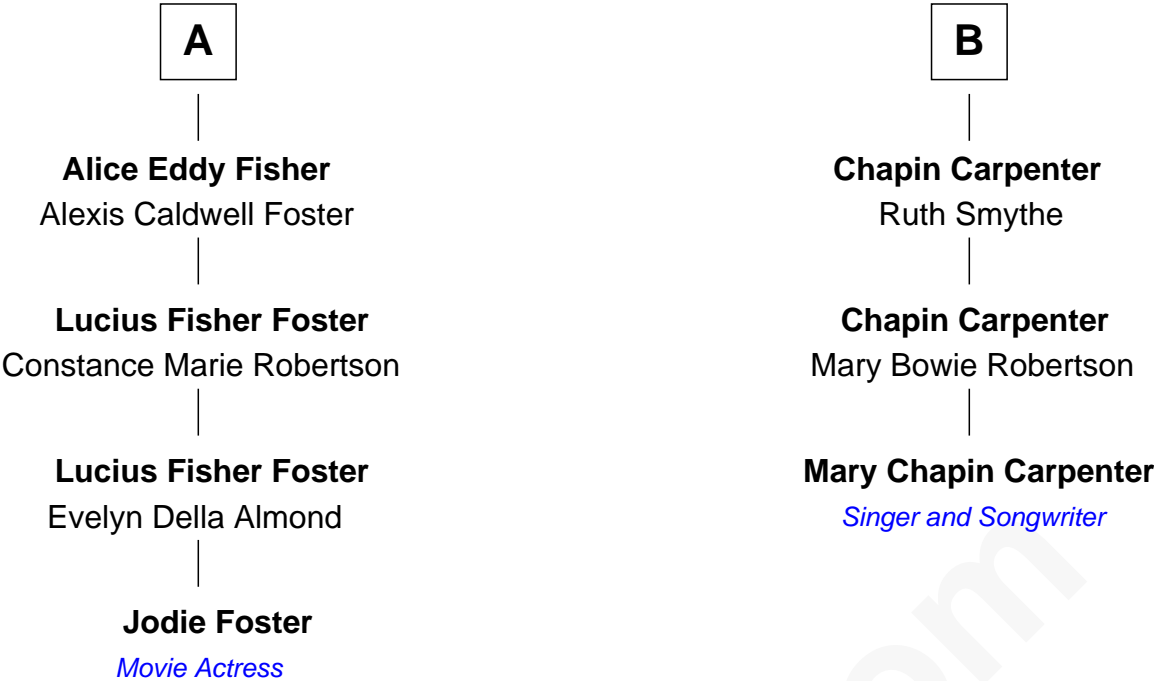 A
Alice Eddy Fisher
Alexis Caldwell Foster
Lucius Fisher Foster
Constance Marie Robertson
Lucius Fisher Foster
Evelyn Della Almond
Jodie Foster
Movie Actress
B
Chapin Carpenter
Ruth Smythe
Chapin Carpenter
Mary Bowie Robertson
Mary Chapin Carpenter
Singer and Songwriter
om